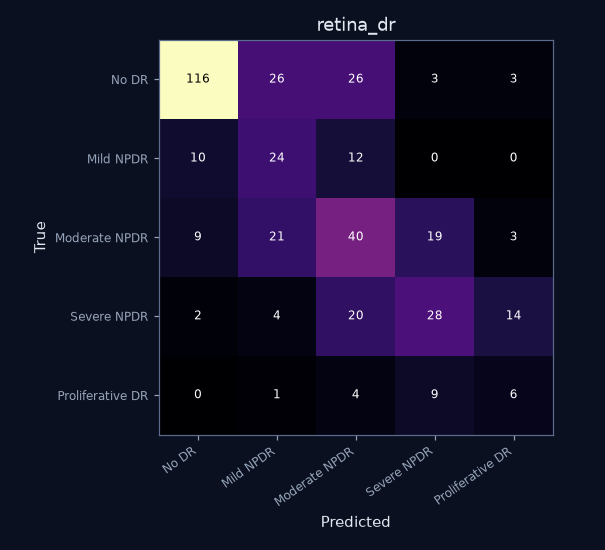 retina_dr
No DR 116 26 26 3 3
Mild NPDR 10 24 12 0 0
Moderate NPDR 9 21 40 19 3
Severe NPDR 2 4 20 28 14
Proliferative DR 0 1 4 9 6
True
No DR Mild NPDR Moderate NPDR Severe NPDR Proliferative DR
Predicted